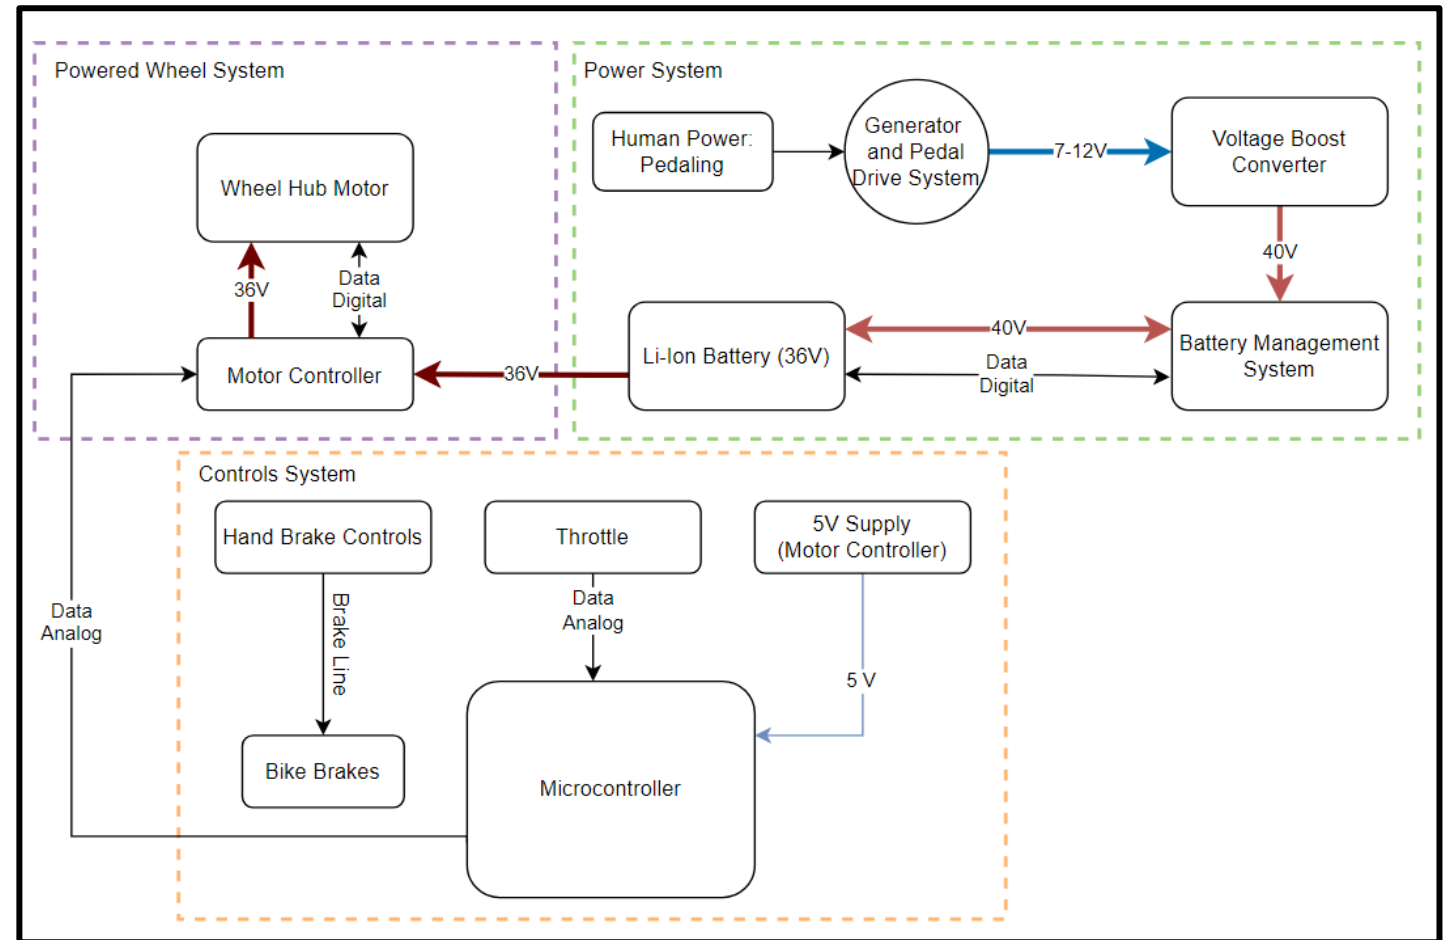 Powered Wheel System
Wheel Hub Motor
36V
Data
Digital
Motor Controller
Power System
Human Power:
Pedaling
Generator
and Pedal
Drive System
7-12V
Voltage Boost
Converter
40V
Li-Ion Battery (36V)
40V
Data
Digital
Battery Management
System
36V
Controls System
Hand Brake Controls
Brake Line
Bike Brakes
Throttle
Data
Analog
5V Supply
(Motor Controller)
5 V
Microcontroller
Data
Analog